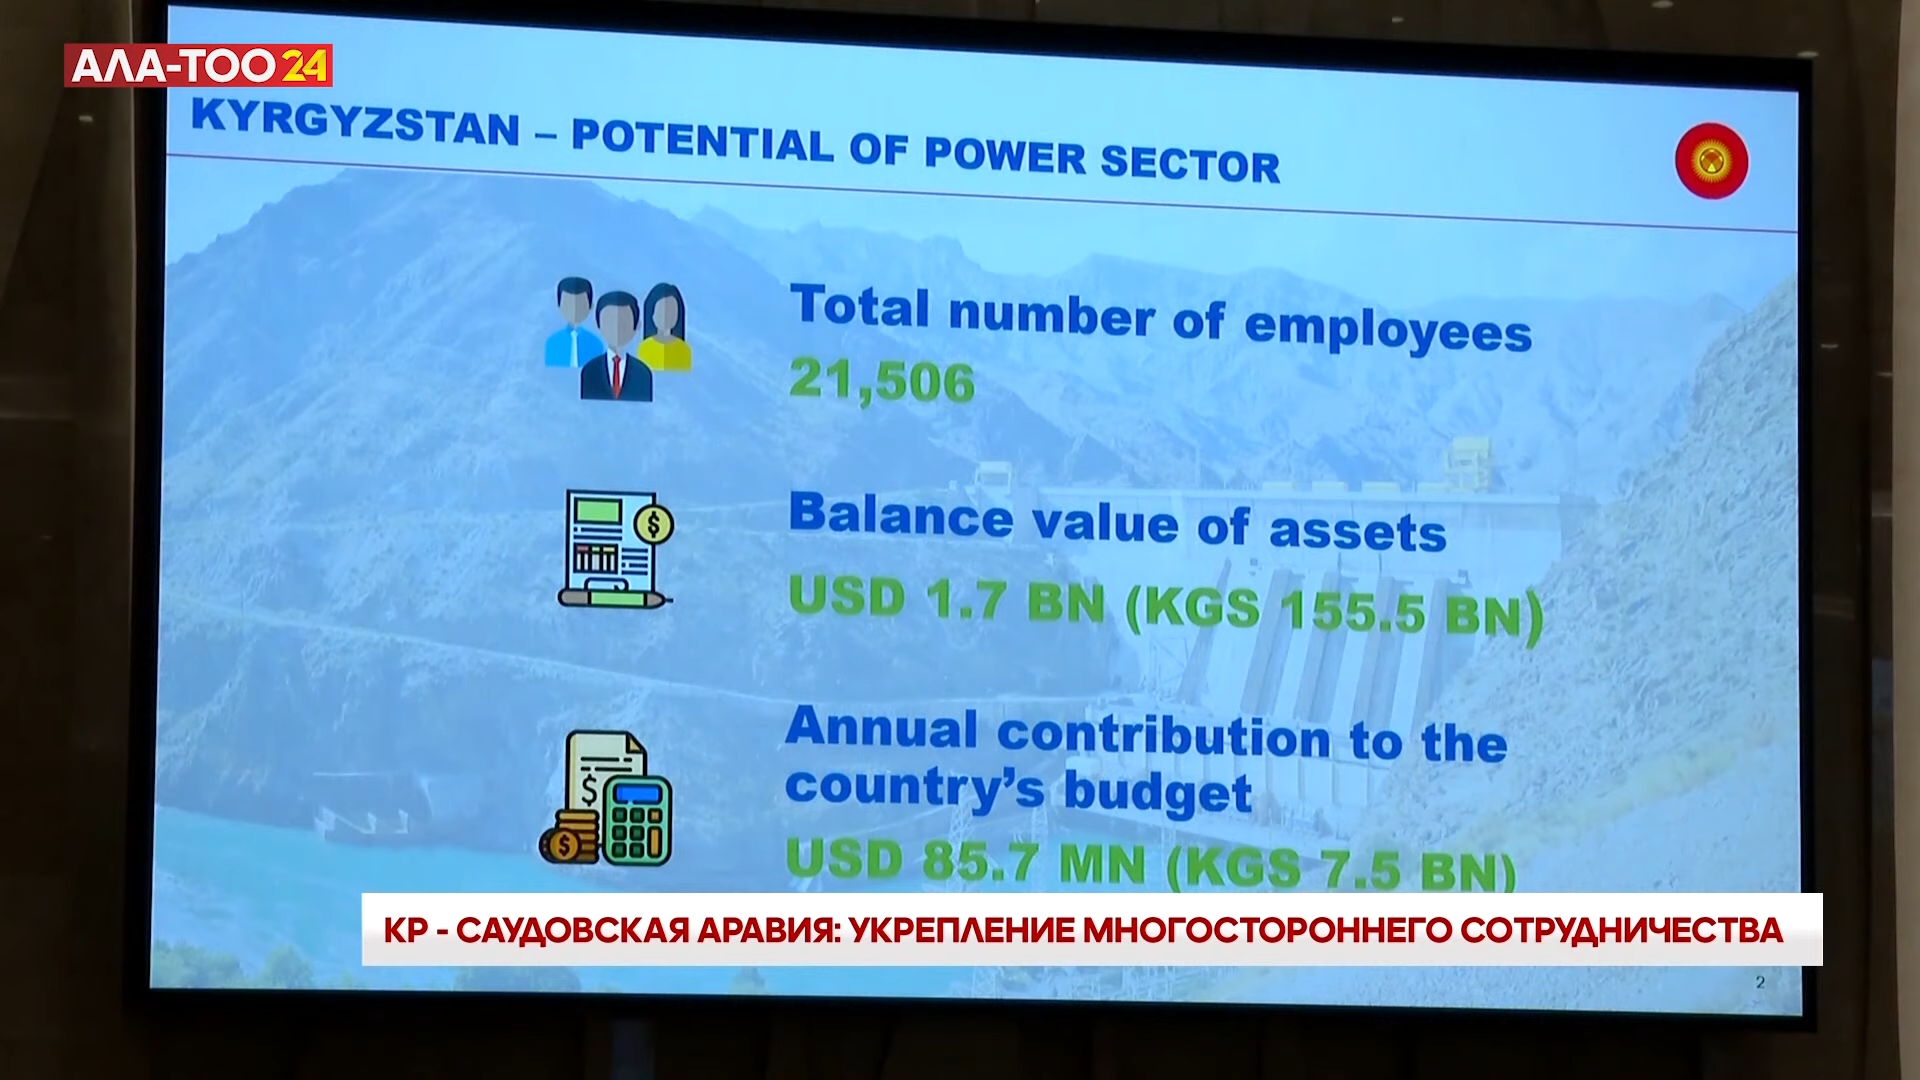 АЛА-ТОО 24
KYRGYZSTAN – POTENTIAL OF POWER SECTOR
Total number of employees
21,506
Balance value of assets
USD 1.7 BN (KGS 155.5 BN)
Annual contribution to the
country’s budget
USD 85.7 MN (KGS 7.5 BN)
КР - САУДОВСКАЯ АРАВИЯ: УКРЕПЛЕНИЕ МНОГОСТОРОННЕГО СОТРУДНИЧЕСТВА
2